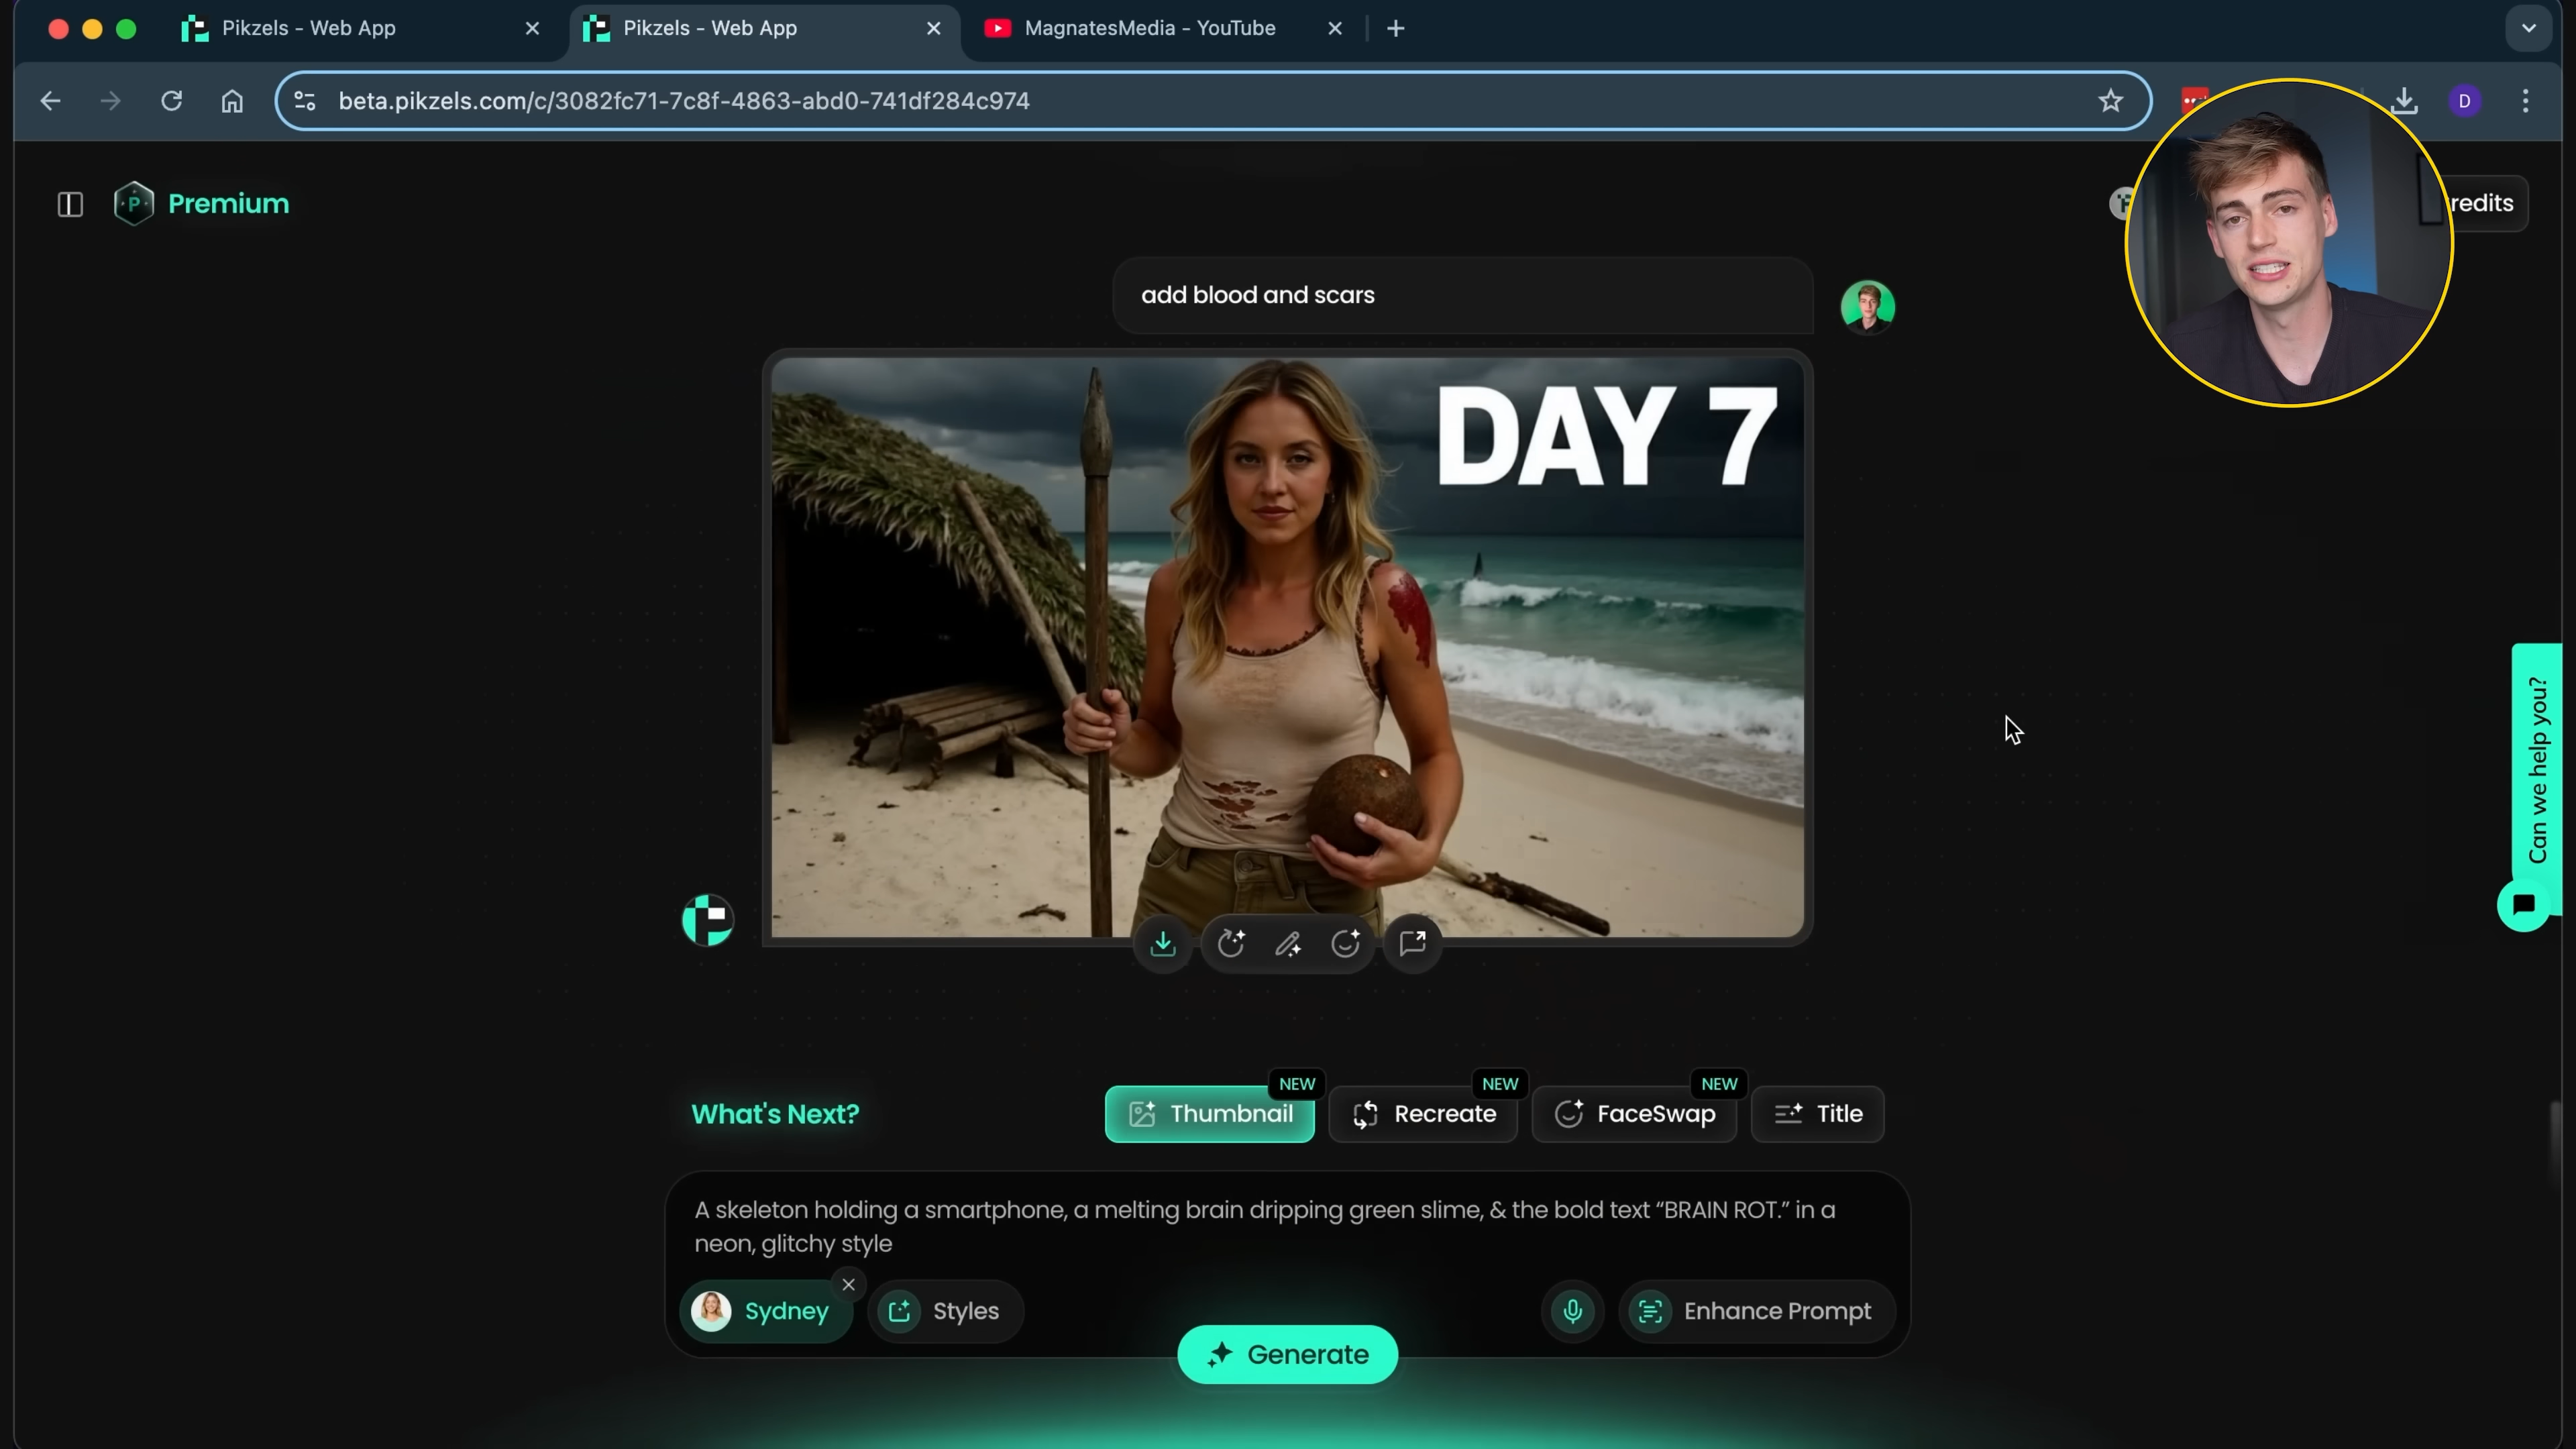 Pikzels - Web App
Pikzels - Web App
MagnatesMedia - YouTube
beta.pikzels.com/c/3082fc71-7c8f-4863-abd0-741df284c974
D
P
Premium
redits
add blood and scars
DAY 7
Can we help you?
What's Next?
NEW
Thumbnail
NEW
Recreate
NEW
FaceSwap
Title
A skeleton holding a smartphone, a melting brain dripping green slime, & the bold text “BRAIN ROT.” in a
neon, glitchy style
Sydney
Styles
Enhance Prompt
Generate